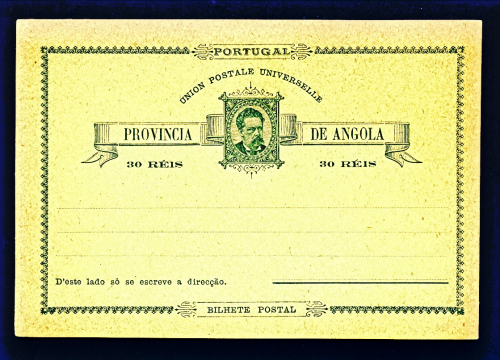 PORTUGAL
UNION POSTALE UNIVERSELLE
PROVINCIA DE ANGOLA
30 RÉIS 30 RÉIS
D'este lado só se escreve a direcção.
BILHETE POSTAL